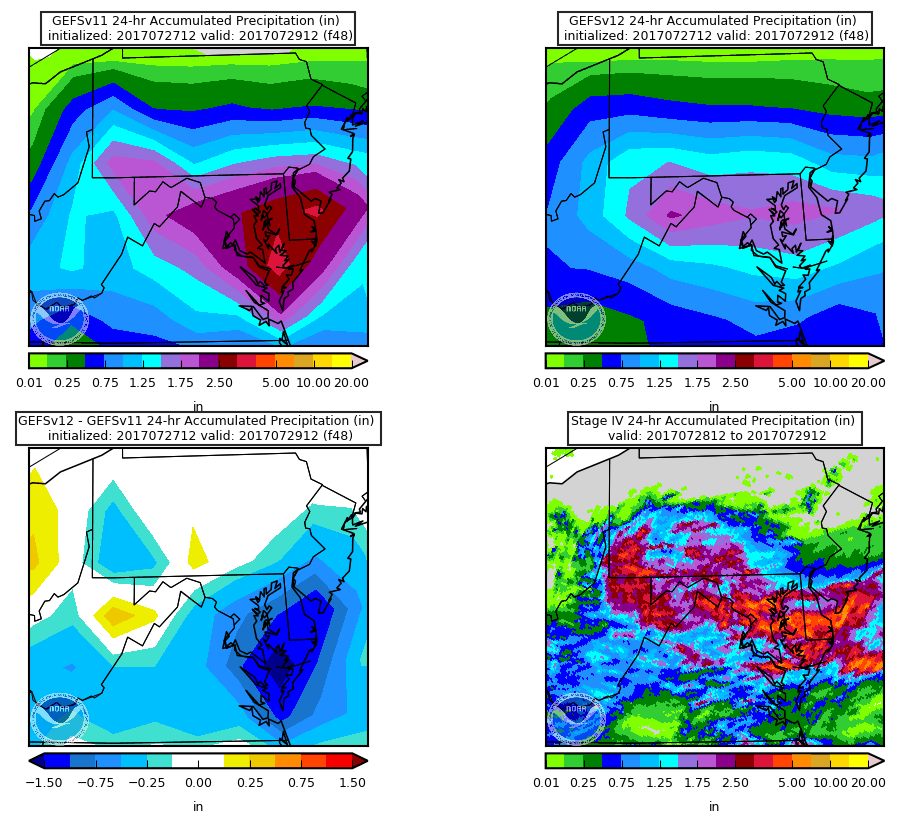 GEFSv11 24-hr Accumulated Precipitation (in)
initialized: 2017072712 valid: 2017072912 (f48)
NOAA
0.01 0.25 0.75 1.25 1.75 2.50 5.00 10.00 20.00
in
GEFSv12 24-hr Accumulated Precipitation (in)
initialized: 2017072712 valid: 2017072912 (f48)
NOAA
0.01 0.25 0.75 1.25 1.75 2.50 5.00 10.00 20.00
in
GEFSv12 - GEFSv11 24-hr Accumulated Precipitation (in)
initialized: 2017072712 valid: 2017072912 (f48)
NOAA
−1.50 −0.75 −0.25 0.00 0.25 0.75 1.50
in
Stage IV 24-hr Accumulated Precipitation (in)
valid: 2017072812 to 2017072912
NOAA
0.01 0.25 0.75 1.25 1.75 2.50 5.00 10.00 20.00
in